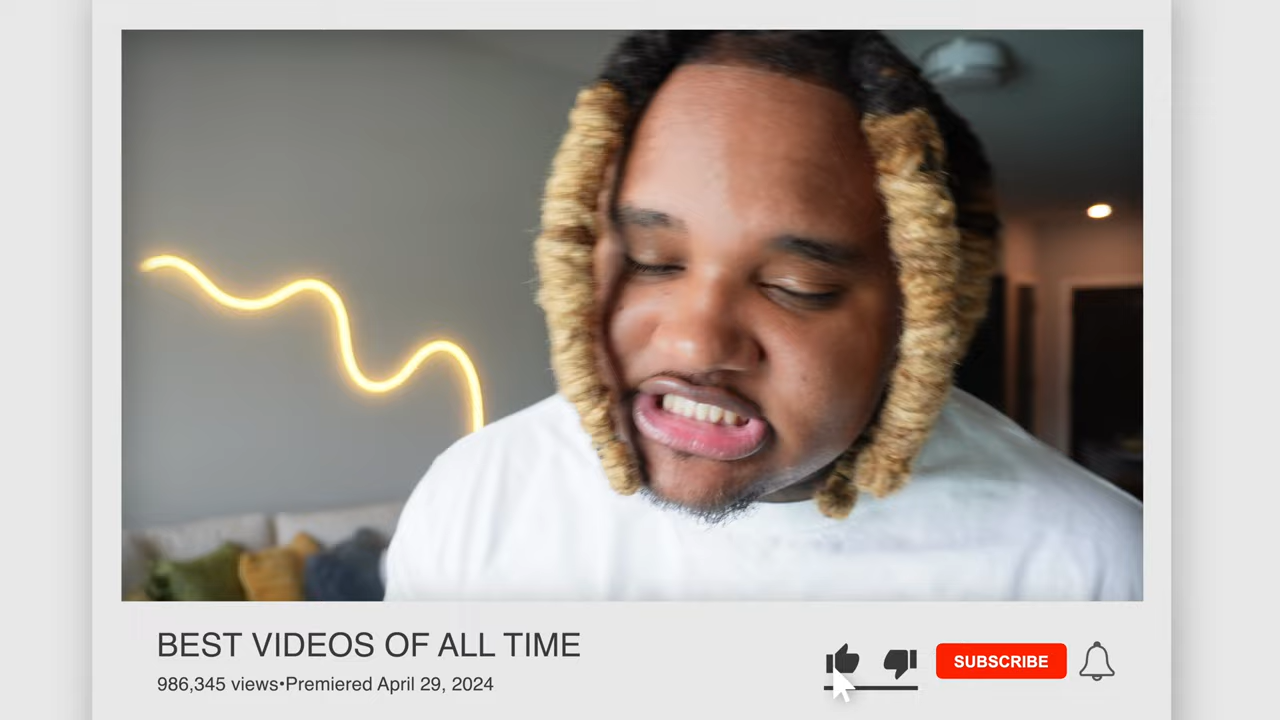 BEST VIDEOS OF ALL TIME
986,345 views•Premiered April 29, 2024
SUBSCRIBE